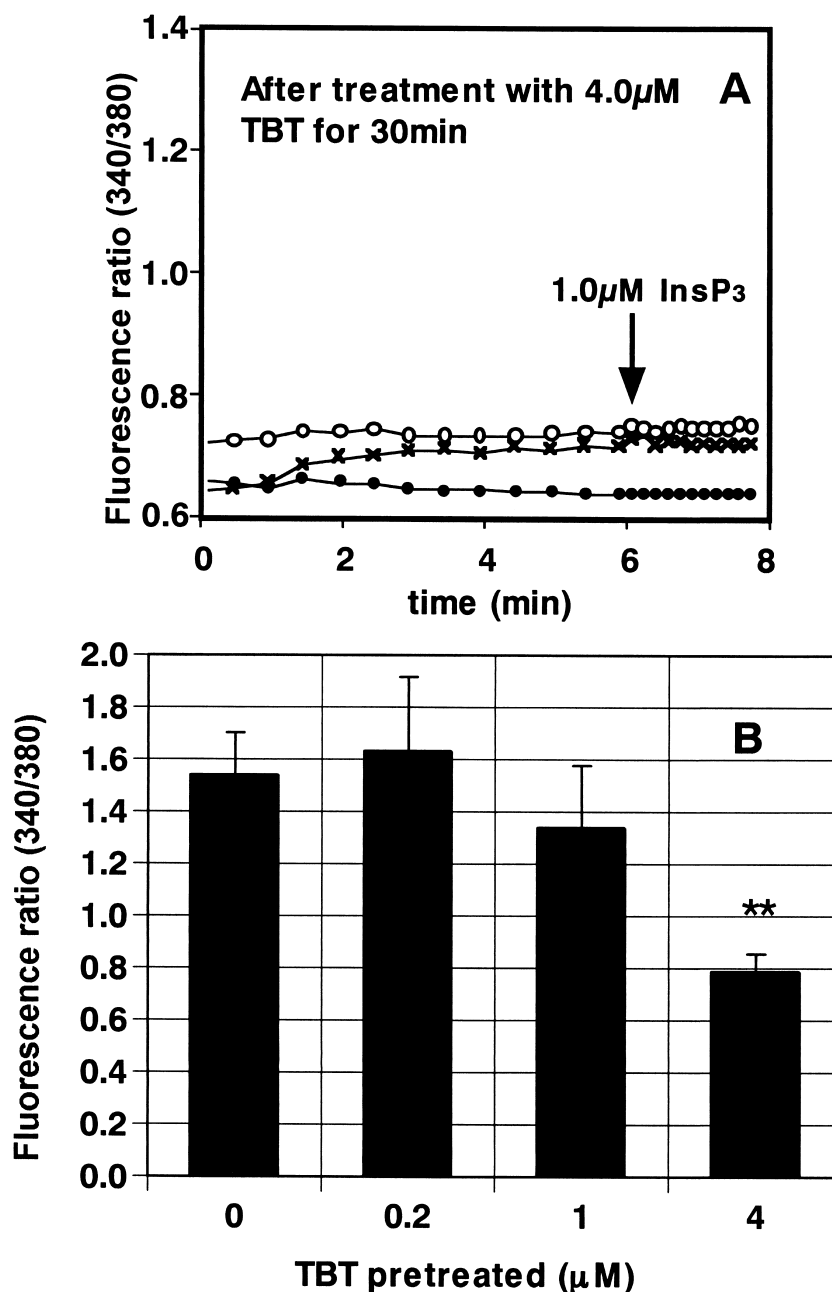 1.4
After treatment with 4.0µM A
TBT for 30min
1.2
1.0
1.0µM InsP3
0.8
0.6
Fluorescence ratio (340/380)
0 2 4 6 8
time (min)
2.0
1.8
B
1.6
1.4
1.2
1.0
**
0.8
0.6
0.4
0.2
0.0
Fluorescence ratio (340/380)
0 0.2 1 4
TBT pretreated (µM)